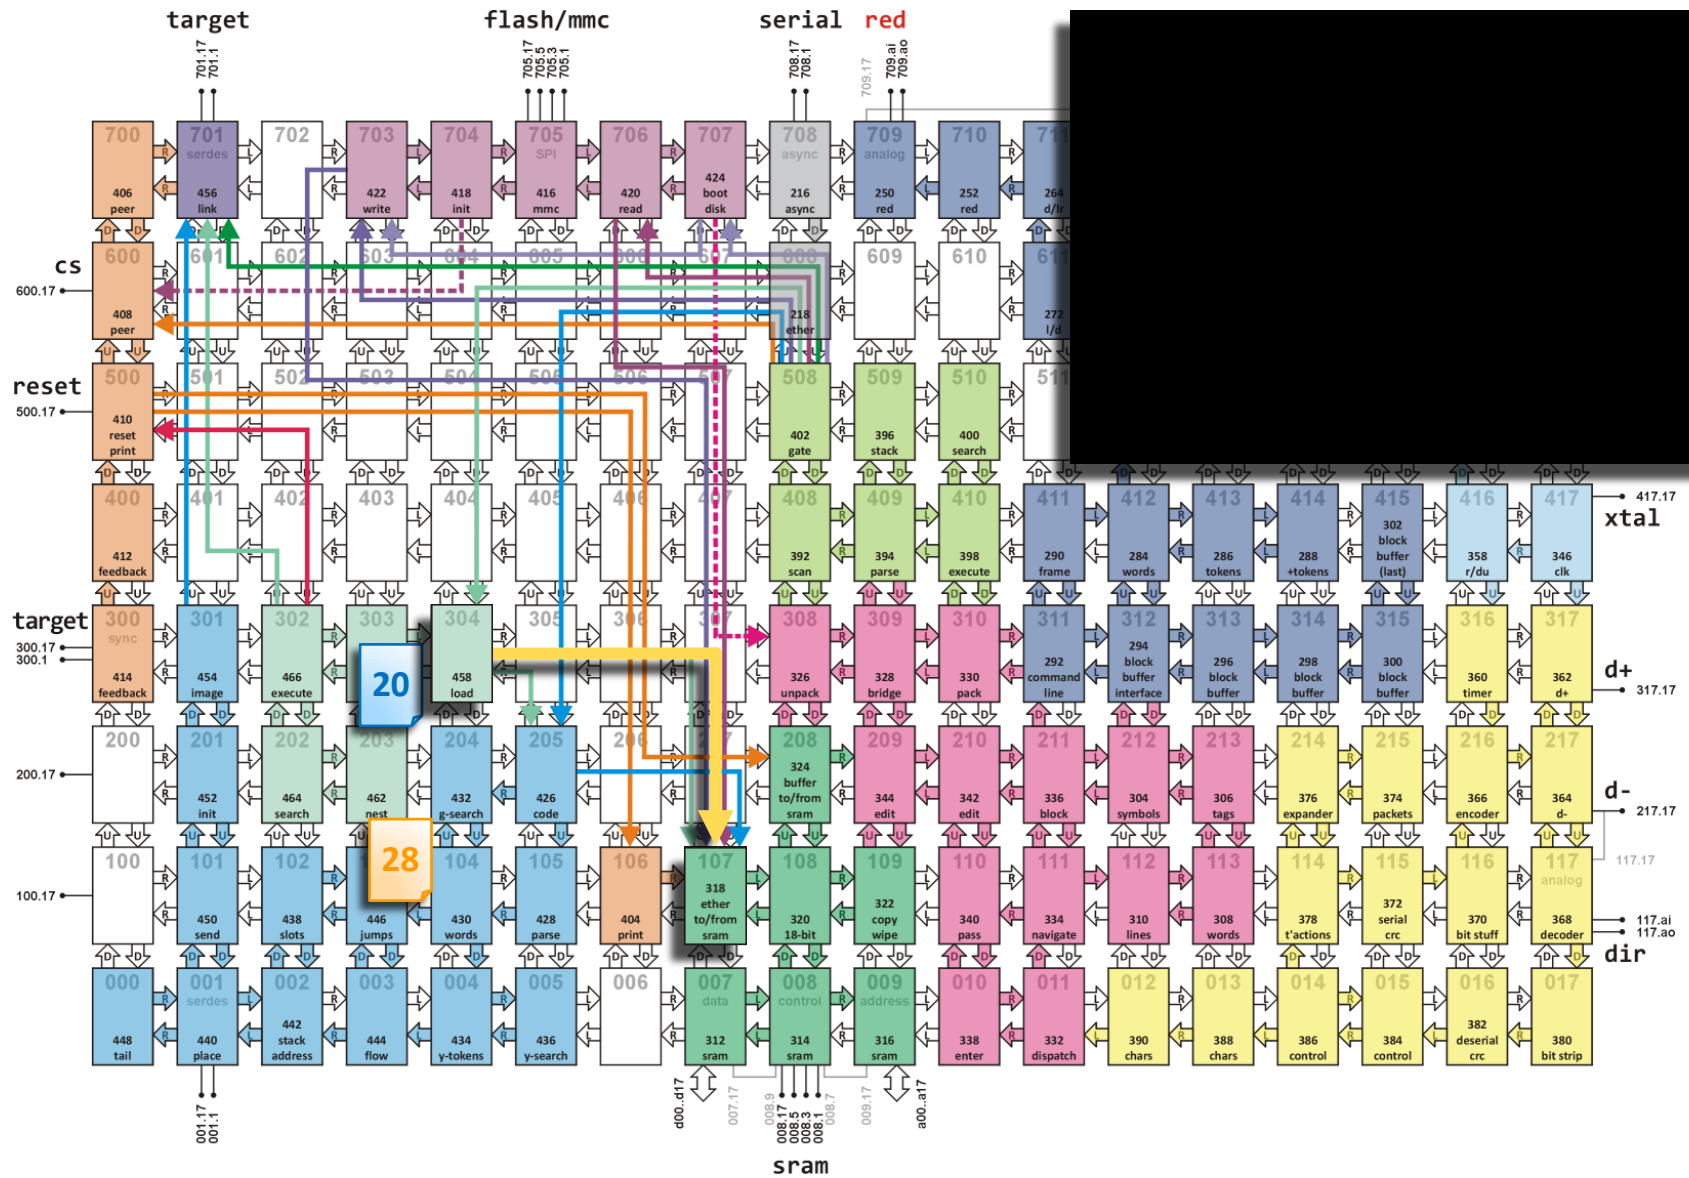 target flash/mmc serial red
701.17 701.1 705.17 705.5 705.3 705.1 708.17 708.1 709.17 709.ai 709.ao
700 701 702 703 704 705 706 707 708 709 710 711
serdes SPI async analog
406 peer
456 link
422 write
418 init
416 mmc
420 read
424 boot disk
216 async
250 red
252 red
264 d/lr
cs
600.17
600 601 602 603 604 605 606 607 608 609 610 611
408 peer
218 ether
272 l/d
reset
500.17
500 501 502 503 504 505 506 507 508 509 510 511
410 reset print
402 gate
396 stack
400 search
400 401 402 403 404 405 406 407 408 409 410 411 412 413 414 415 416 417
417.17
xtal
412 feedback
392 scan
394 parse
398 execute
290 frame
284 words
286 tokens
288 +tokens
302 block buffer (last)
358 r/du
346 clk
target
300.17
300.1
300 301 302 303 304 305 306 307 308 309 310 311 312 313 314 315 316 317
sync
414 feedback
454 image
466 execute
20
458 load
326 unpack
328 bridge
330 pack
292 command line
294 block buffer interface
296 block buffer
298 block buffer
300 block buffer
360 timer
362 d+
d+
317.17
200.17
200 201 202 203 204 205 206 208 209 210 211 212 213 214 215 216 217
452 init
464 search
462 nest
432 g-search
426 code
324 buffer to/from sram
344 edit
342 edit
336 block
304 symbols
306 tags
376 expander
374 packets
366 encoder
364 d-
d-
217.17
117.17
100.17
100 101 102 104 105 106 107 108 109 110 111 112 113 114 115 116 117
analog
28
450 send
438 slots
446 jumps
430 words
428 parse
404 print
318 ether to/from sram
320 18-bit
322 copy wipe
340 pass
334 navigate
310 lines
308 words
378 t'actions
372 serial crc
370 bit stuff
368 decoder
117.ai
117.ao
dir
000 001 002 003 004 005 006 007 008 009 010 011 012 013 014 015 016 017
serdes data control address
448 tail
440 place
442 stack address
444 flow
434 y-tokens
436 y-search
312 sram
314 sram
316 sram
338 enter
332 dispatch
390 chars
388 chars
386 control
384 control
382 deserial crc
380 bit strip
001.17 001.1 d00..d17 007.17 008.9 008.17 008.5 008.3 008.1 008.7 009.17 a00..a17
sram